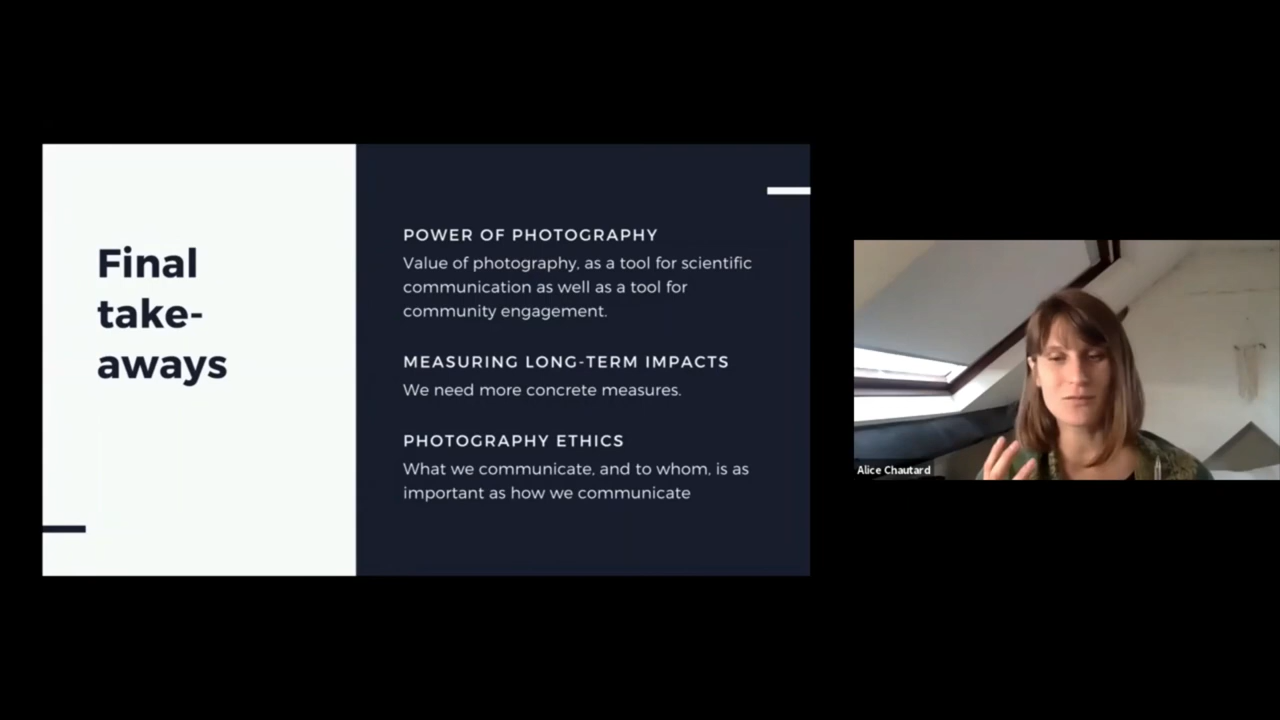 Final
take-
aways
POWER OF PHOTOGRAPHY
Value of photography, as a tool for scientific
communication as well as a tool for
community engagement.
MEASURING LONG-TERM IMPACTS
We need more concrete measures.
PHOTOGRAPHY ETHICS
What we communicate, and to whom, is as
important as how we communicate
Alice Chautard